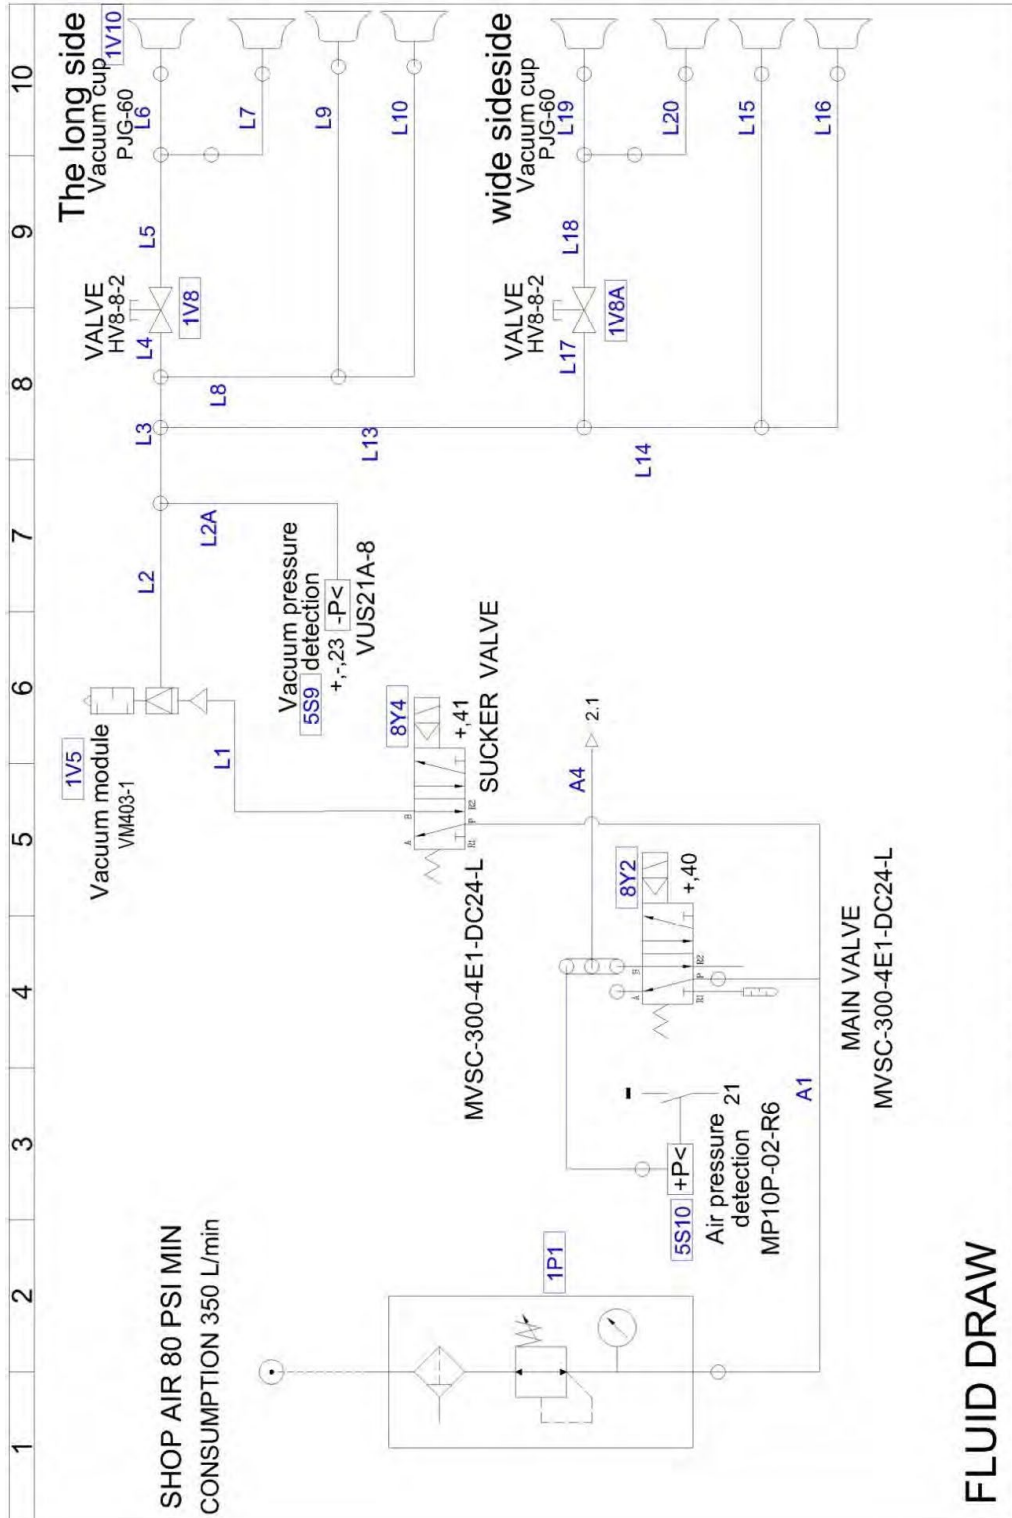 1 2 3 4 5 6 7 8 9 10
SHOP AIR 80 PSI MIN
CONSUMPTION 350 L/min
1P1
5S10
+P<
21
Air pressure
detection
MP10P-02-R6
A1
8Y2
+,40
A
B
R1
P
R2
MAIN VALVE
MVSC-300-4E1-DC24-L
A4
2.1
1V5
Vacuum module
VM403-1
L1
8Y4
+,41
A
B
R1
P
R2
SUCKER VALVE
MVSC-300-4E1-DC24-L
Vacuum pressure
5S9 detection
+,-,23 -P<
VUS21A-8
L2
L2A
L3
L4
L8
L13
L14
VALVE
HV8-8-2
1V8
L5
The long side
Vacuum cup
PJG-60
1V10
L6
L7
L9
L10
L17
VALVE
HV8-8-2
1V8A
L18
wide sideside
Vacuum cup
PJG-60
L19
L20
L15
L16
FLUID DRAW